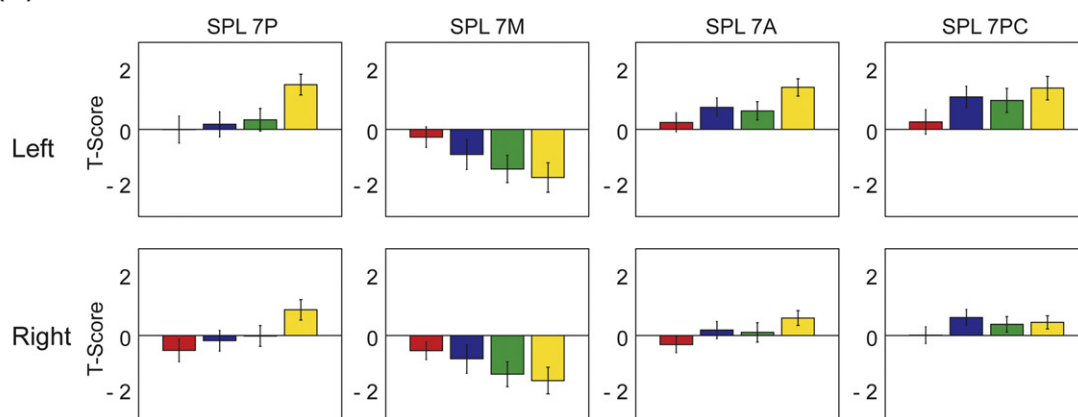 SPL 7P SPL 7M SPL 7A SPL 7PC
Left
T-Score
2 2 2 2
0 0 0 0
- 2 - 2 - 2 - 2
Right
T-Score
2 2 2 2
0 0 0 0
- 2 - 2 - 2 - 2